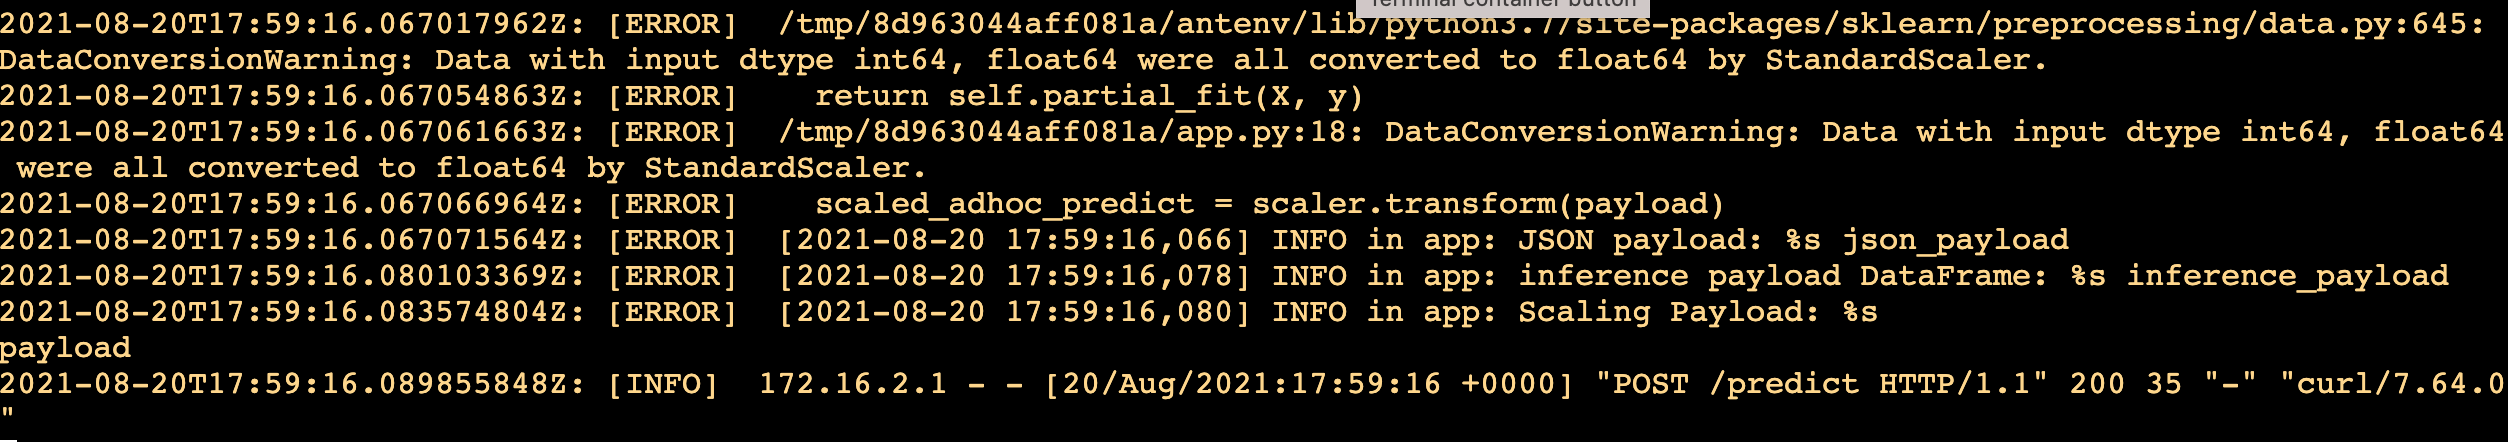 Terminal container button
2021-08-20T17:59:16.067017962Z: [ERROR]  /tmp/8d963044aff081a/antenv/lib/python3.7/site-packages/sklearn/preprocessing/data.py:645:
DataConversionWarning: Data with input dtype int64, float64 were all converted to float64 by StandardScaler.
2021-08-20T17:59:16.067054863Z: [ERROR]    return self.partial_fit(X, y)
2021-08-20T17:59:16.067061663Z: [ERROR]  /tmp/8d963044aff081a/app.py:18: DataConversionWarning: Data with input dtype int64, float64
 were all converted to float64 by StandardScaler.
2021-08-20T17:59:16.067066964Z: [ERROR]    scaled_adhoc_predict = scaler.transform(payload)
2021-08-20T17:59:16.067071564Z: [ERROR]  [2021-08-20 17:59:16,066] INFO in app: JSON payload: %s json_payload
2021-08-20T17:59:16.080103369Z: [ERROR]  [2021-08-20 17:59:16,078] INFO in app: inference payload DataFrame: %s inference_payload
2021-08-20T17:59:16.083574804Z: [ERROR]  [2021-08-20 17:59:16,080] INFO in app: Scaling Payload: %s
payload
2021-08-20T17:59:16.089855848Z: [INFO]  172.16.2.1 - - [20/Aug/2021:17:59:16 +0000] "POST /predict HTTP/1.1" 200 35 "-" "curl/7.64.0
"